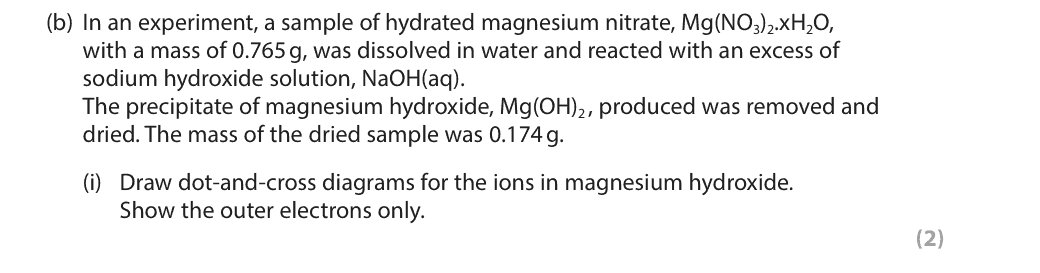 (b) In an experiment, a sample of hydrated magnesium nitrate, Mg(NO₃)₂.xH₂O,
with a mass of 0.765 g, was dissolved in water and reacted with an excess of
sodium hydroxide solution, NaOH(aq).
The precipitate of magnesium hydroxide, Mg(OH)₂, produced was removed and
dried. The mass of the dried sample was 0.174 g.
(i) Draw dot-and-cross diagrams for the ions in magnesium hydroxide.
Show the outer electrons only.
(2)